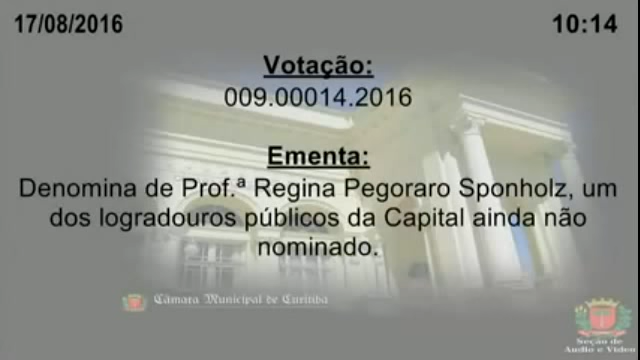 17/08/2016
10:14
Votação:
009.00014.2016
Ementa:
Denomina de Prof.ª Regina Pegoraro Sponholz, um
dos logradouros públicos da Capital ainda não
nominado.
Câmara Municipal de Curitiba
Seção de
Áudio e Vídeo